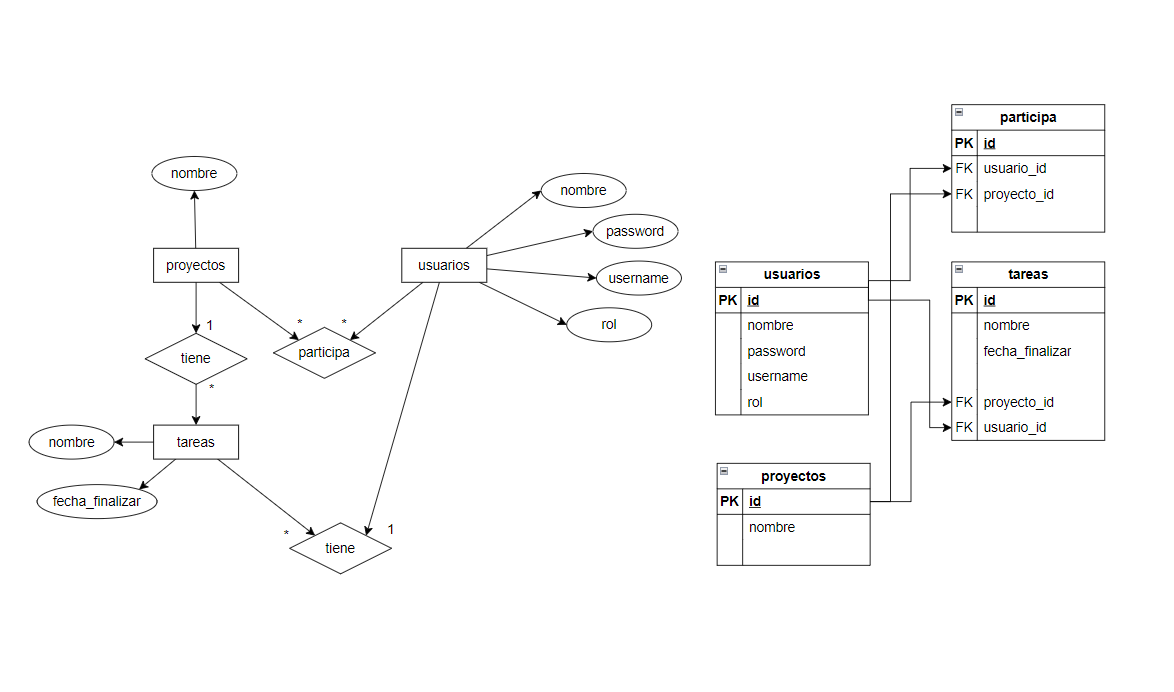 nombre
proyectos
1
tiene
*
tareas
nombre
fecha_finalizar
*
*
participa
usuarios
nombre
password
username
rol
*
1
tiene
participa
PK id
FK usuario_id
FK proyecto_id
usuarios
PK id
nombre
password
username
rol
tareas
PK id
nombre
fecha_finalizar
FK proyecto_id
FK usuario_id
proyectos
PK id
nombre